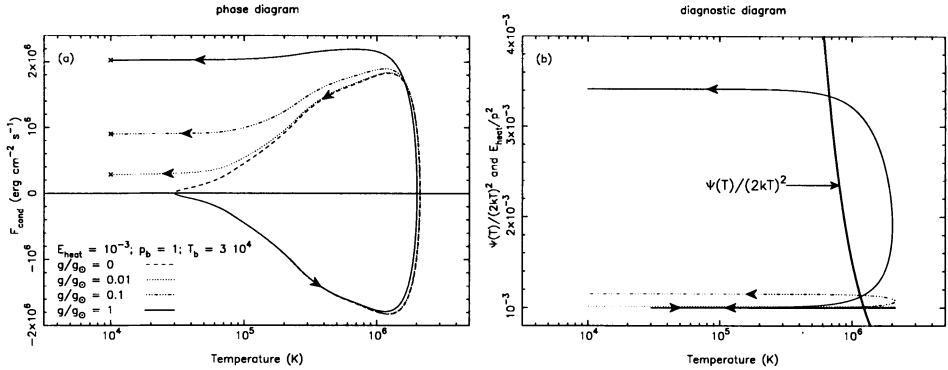 phase diagram
(a)
F_cond (erg cm⁻² s⁻¹)
2×10⁶
10⁶
0
−10⁶
−2×10⁶
E_heat = 10⁻³; p_b = 1; T_b = 3 10⁴
g/g_⊙ = 0
g/g_⊙ = 0.01
g/g_⊙ = 0.1
g/g_⊙ = 1
10⁴
10⁵
10⁶
Temperature (K)
diagnostic diagram
(b)
Ψ(T)/(2kT)² and E_heat/p²
4×10⁻³
3×10⁻³
2×10⁻³
10⁻³
Ψ(T)/(2kT)²
10⁴
10⁵
10⁶
Temperature (K)